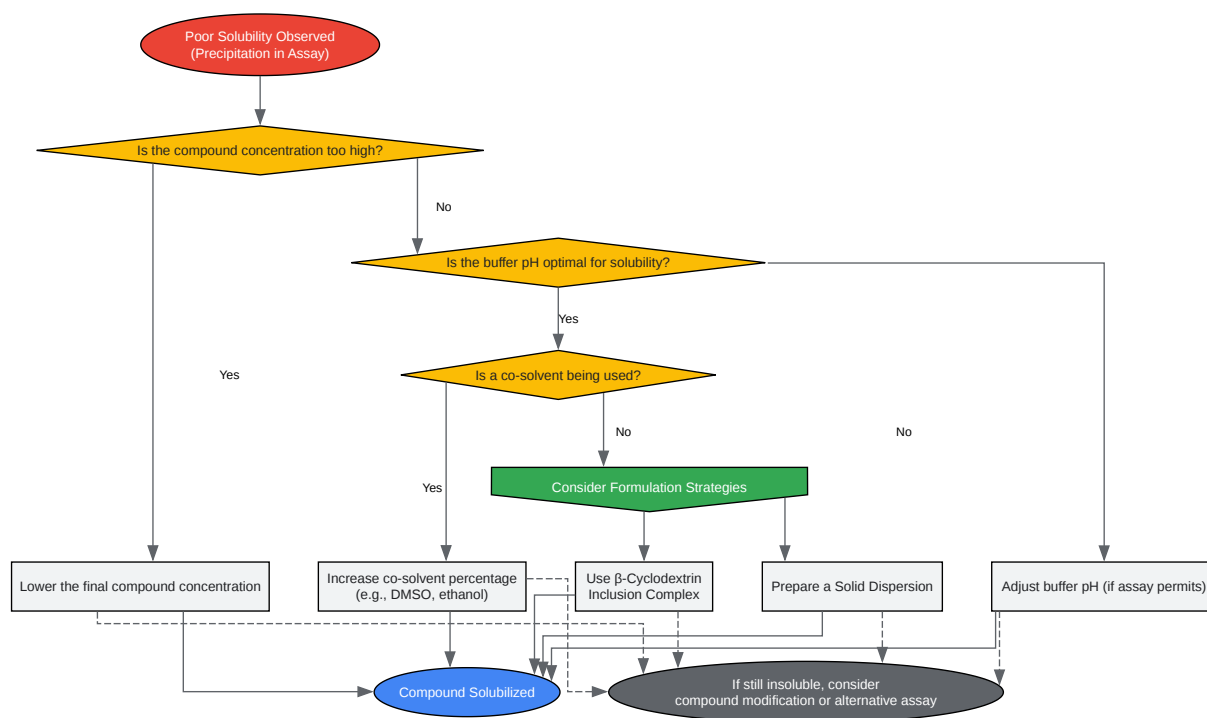 Poor Solubility Observed
(Precipitation in Assay)
Is the compound concentration too high?
No
Is the buffer pH optimal for solubility?
Yes
Is a co-solvent being used?
Yes
No
No
Yes
Consider Formulation Strategies
Lower the final compound concentration
Increase co-solvent percentage
(e.g., DMSO, ethanol)
Use β-Cyclodextrin
Inclusion Complex
Prepare a Solid Dispersion
Adjust buffer pH (if assay permits)
Compound Solubilized
If still insoluble, consider
compound modification or alternative assay